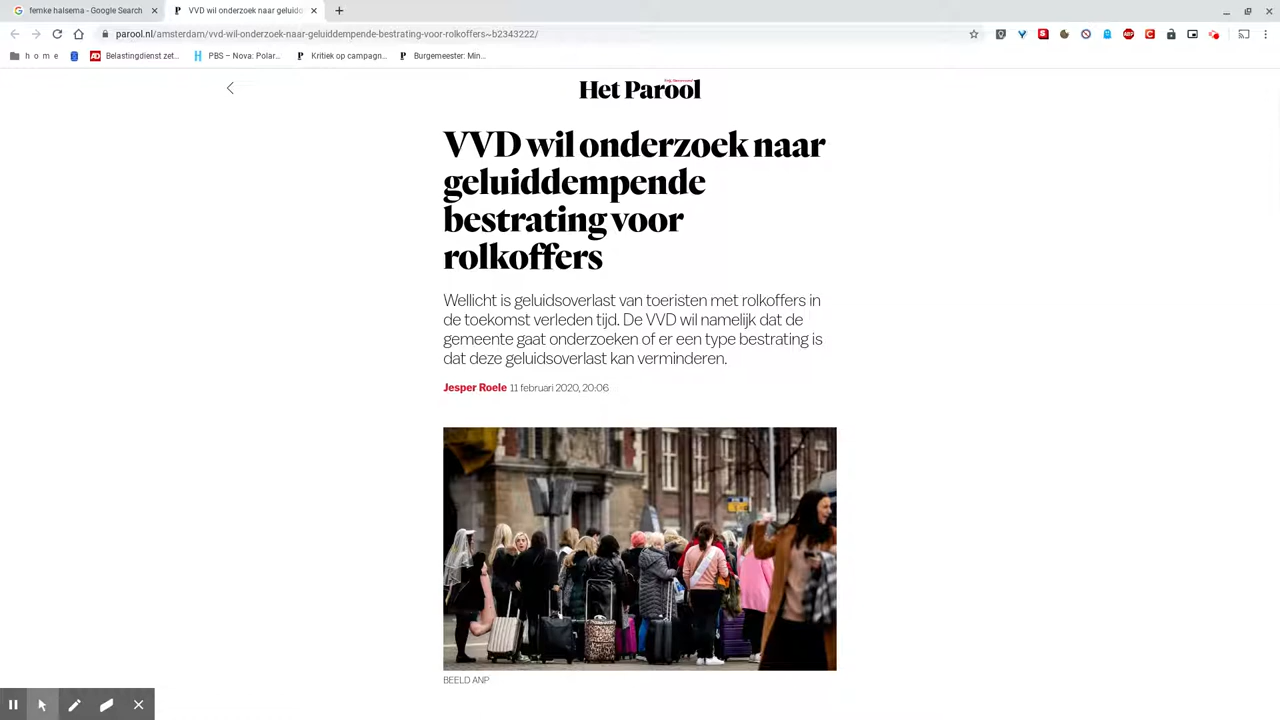 femke halsema - Google Search
VVD wil onderzoek naar geluidd
parool.nl/amsterdam/vvd-wil-onderzoek-naar-geluiddempende-bestrating-voor-rolkoffers~b2343222/
h o m e
Belastingdienst zet...
PBS – Nova: Polar...
Kritiek op campagn...
Burgemeester: Min...
Het Parool
VVD wil onderzoek naar
geluiddempende
bestrating voor
rolkoffers
Wellicht is geluidsoverlast van toeristen met rolkoffers in
de toekomst verleden tijd. De VVD wil namelijk dat de
gemeente gaat onderzoeken of er een type bestrating is
dat deze geluidsoverlast kan verminderen.
Jesper Roele 11 februari 2020, 20:06
BEELD ANP